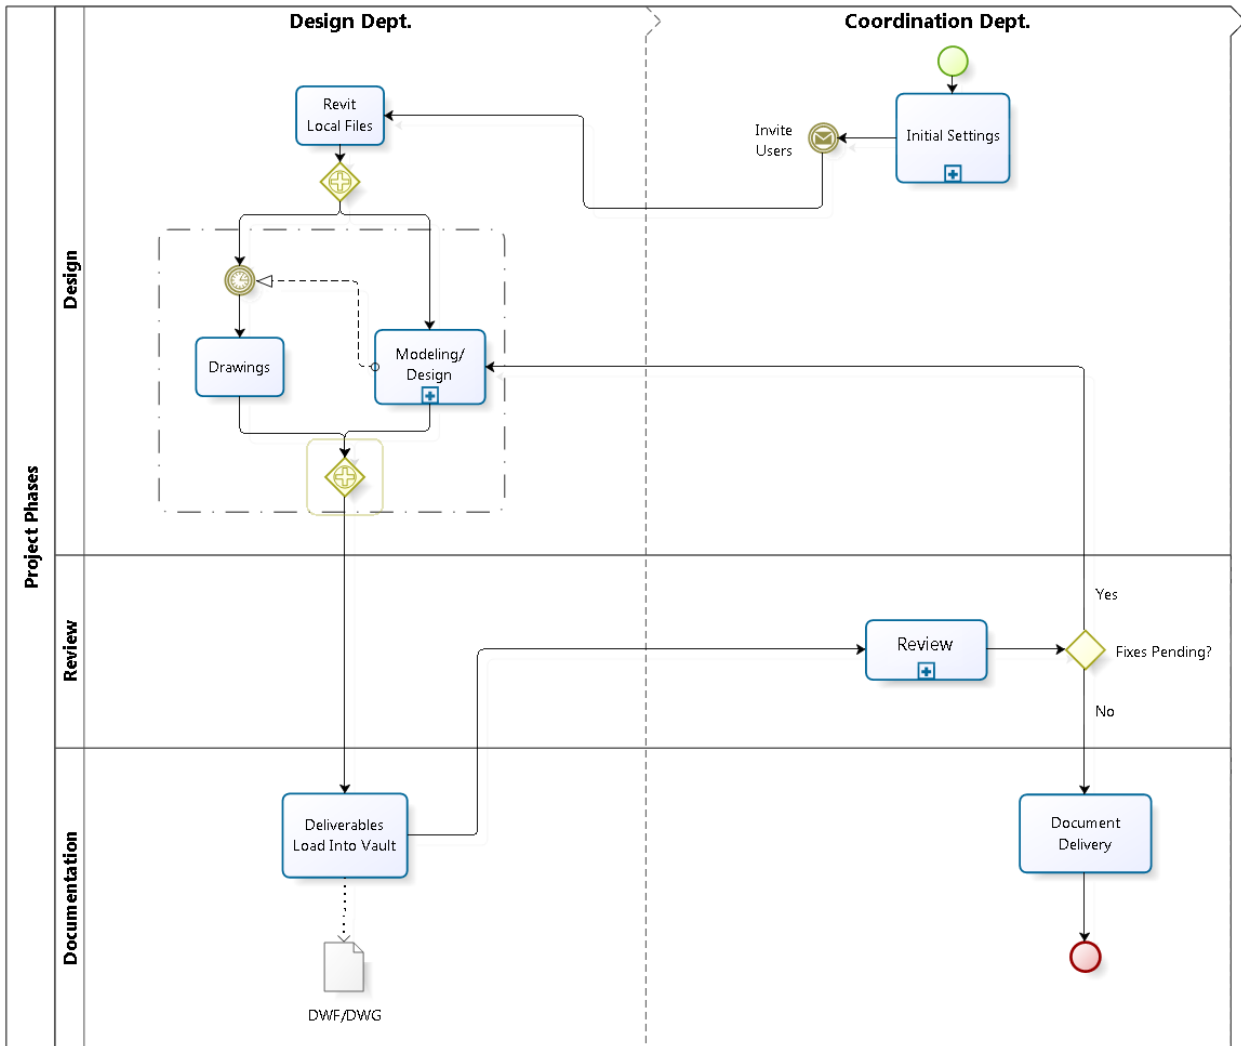 Design Dept.
Coordination Dept.
Project Phases
Design
Revit
Local Files
Invite
Users
Initial Settings
Drawings
Modeling/
Design
Review
Yes
Review
Fixes Pending?
No
Documentation
Deliverables
Load Into Vault
Document
Delivery
DWF/DWG